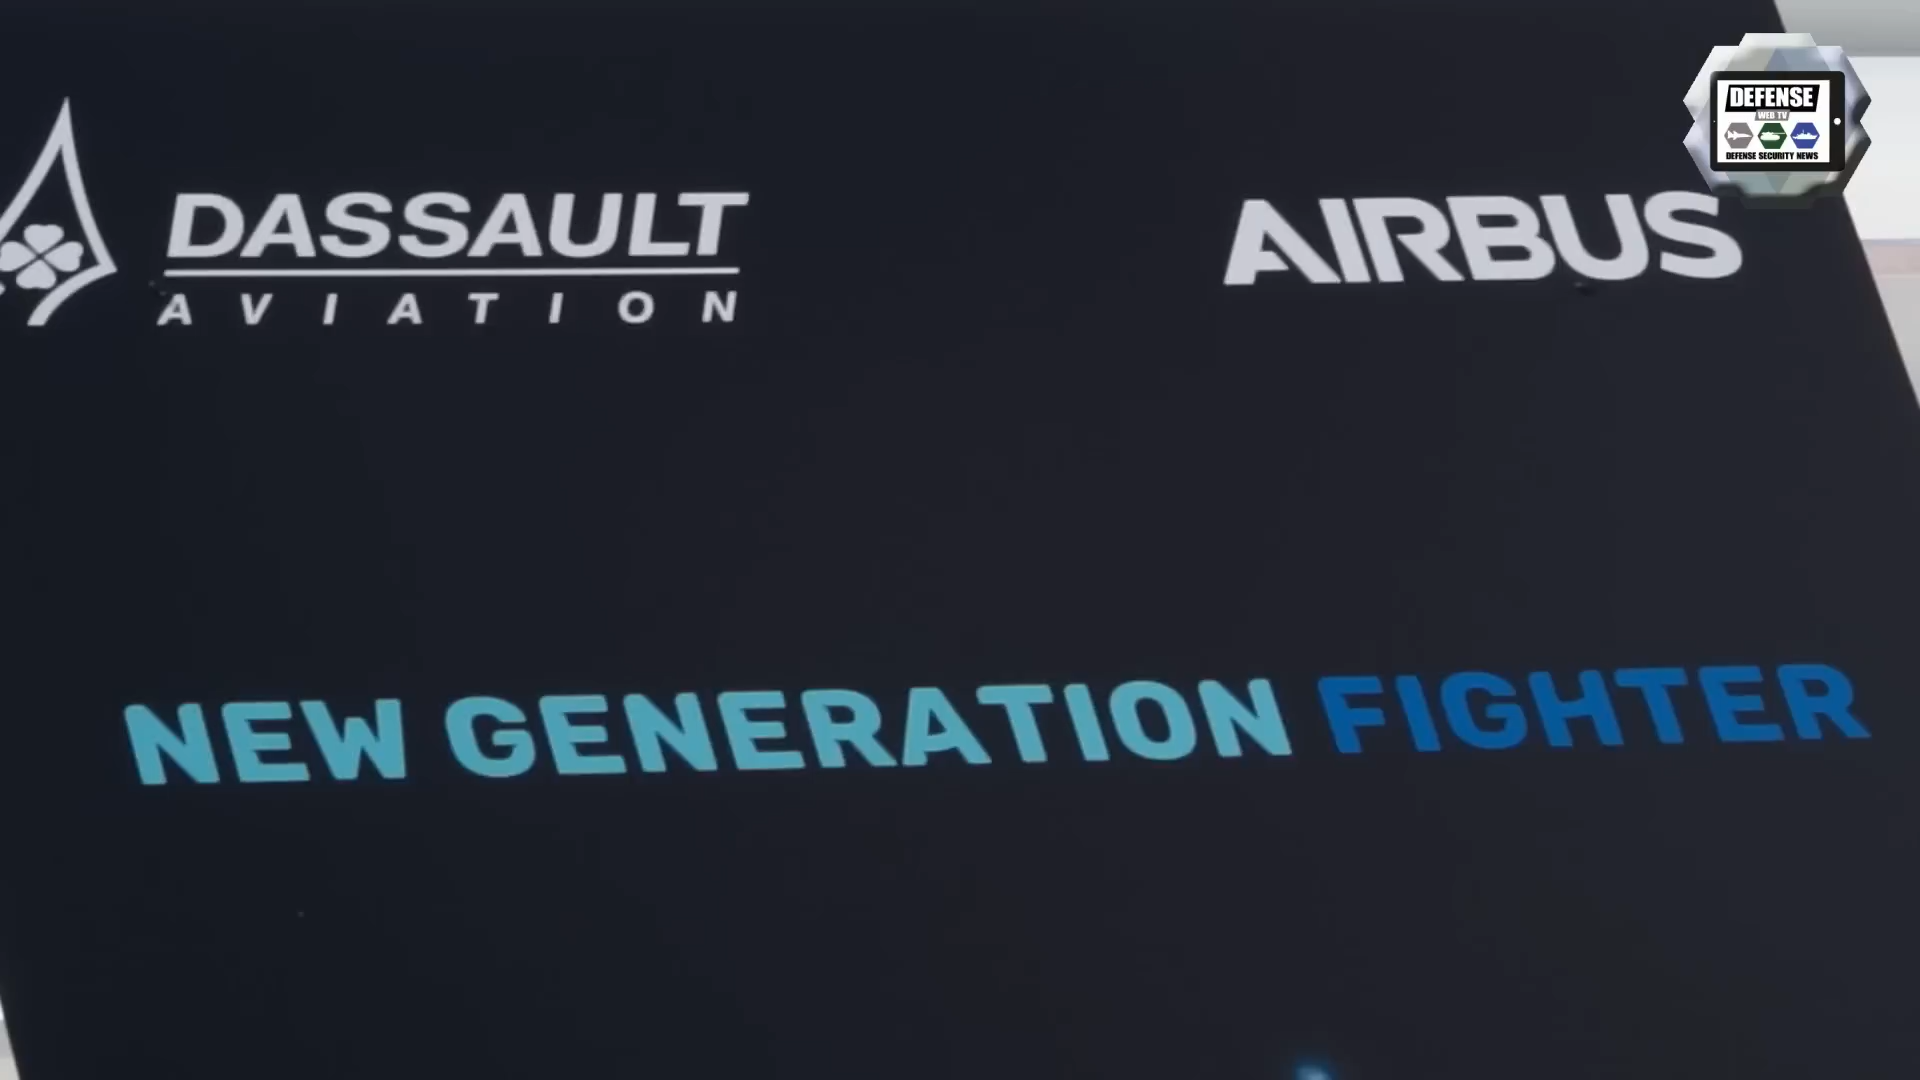 DEFENSE
WEB TV
DEFENSE SECURITY NEWS
DASSAULT
AVIATION
AIRBUS
NEW GENERATION FIGHTER